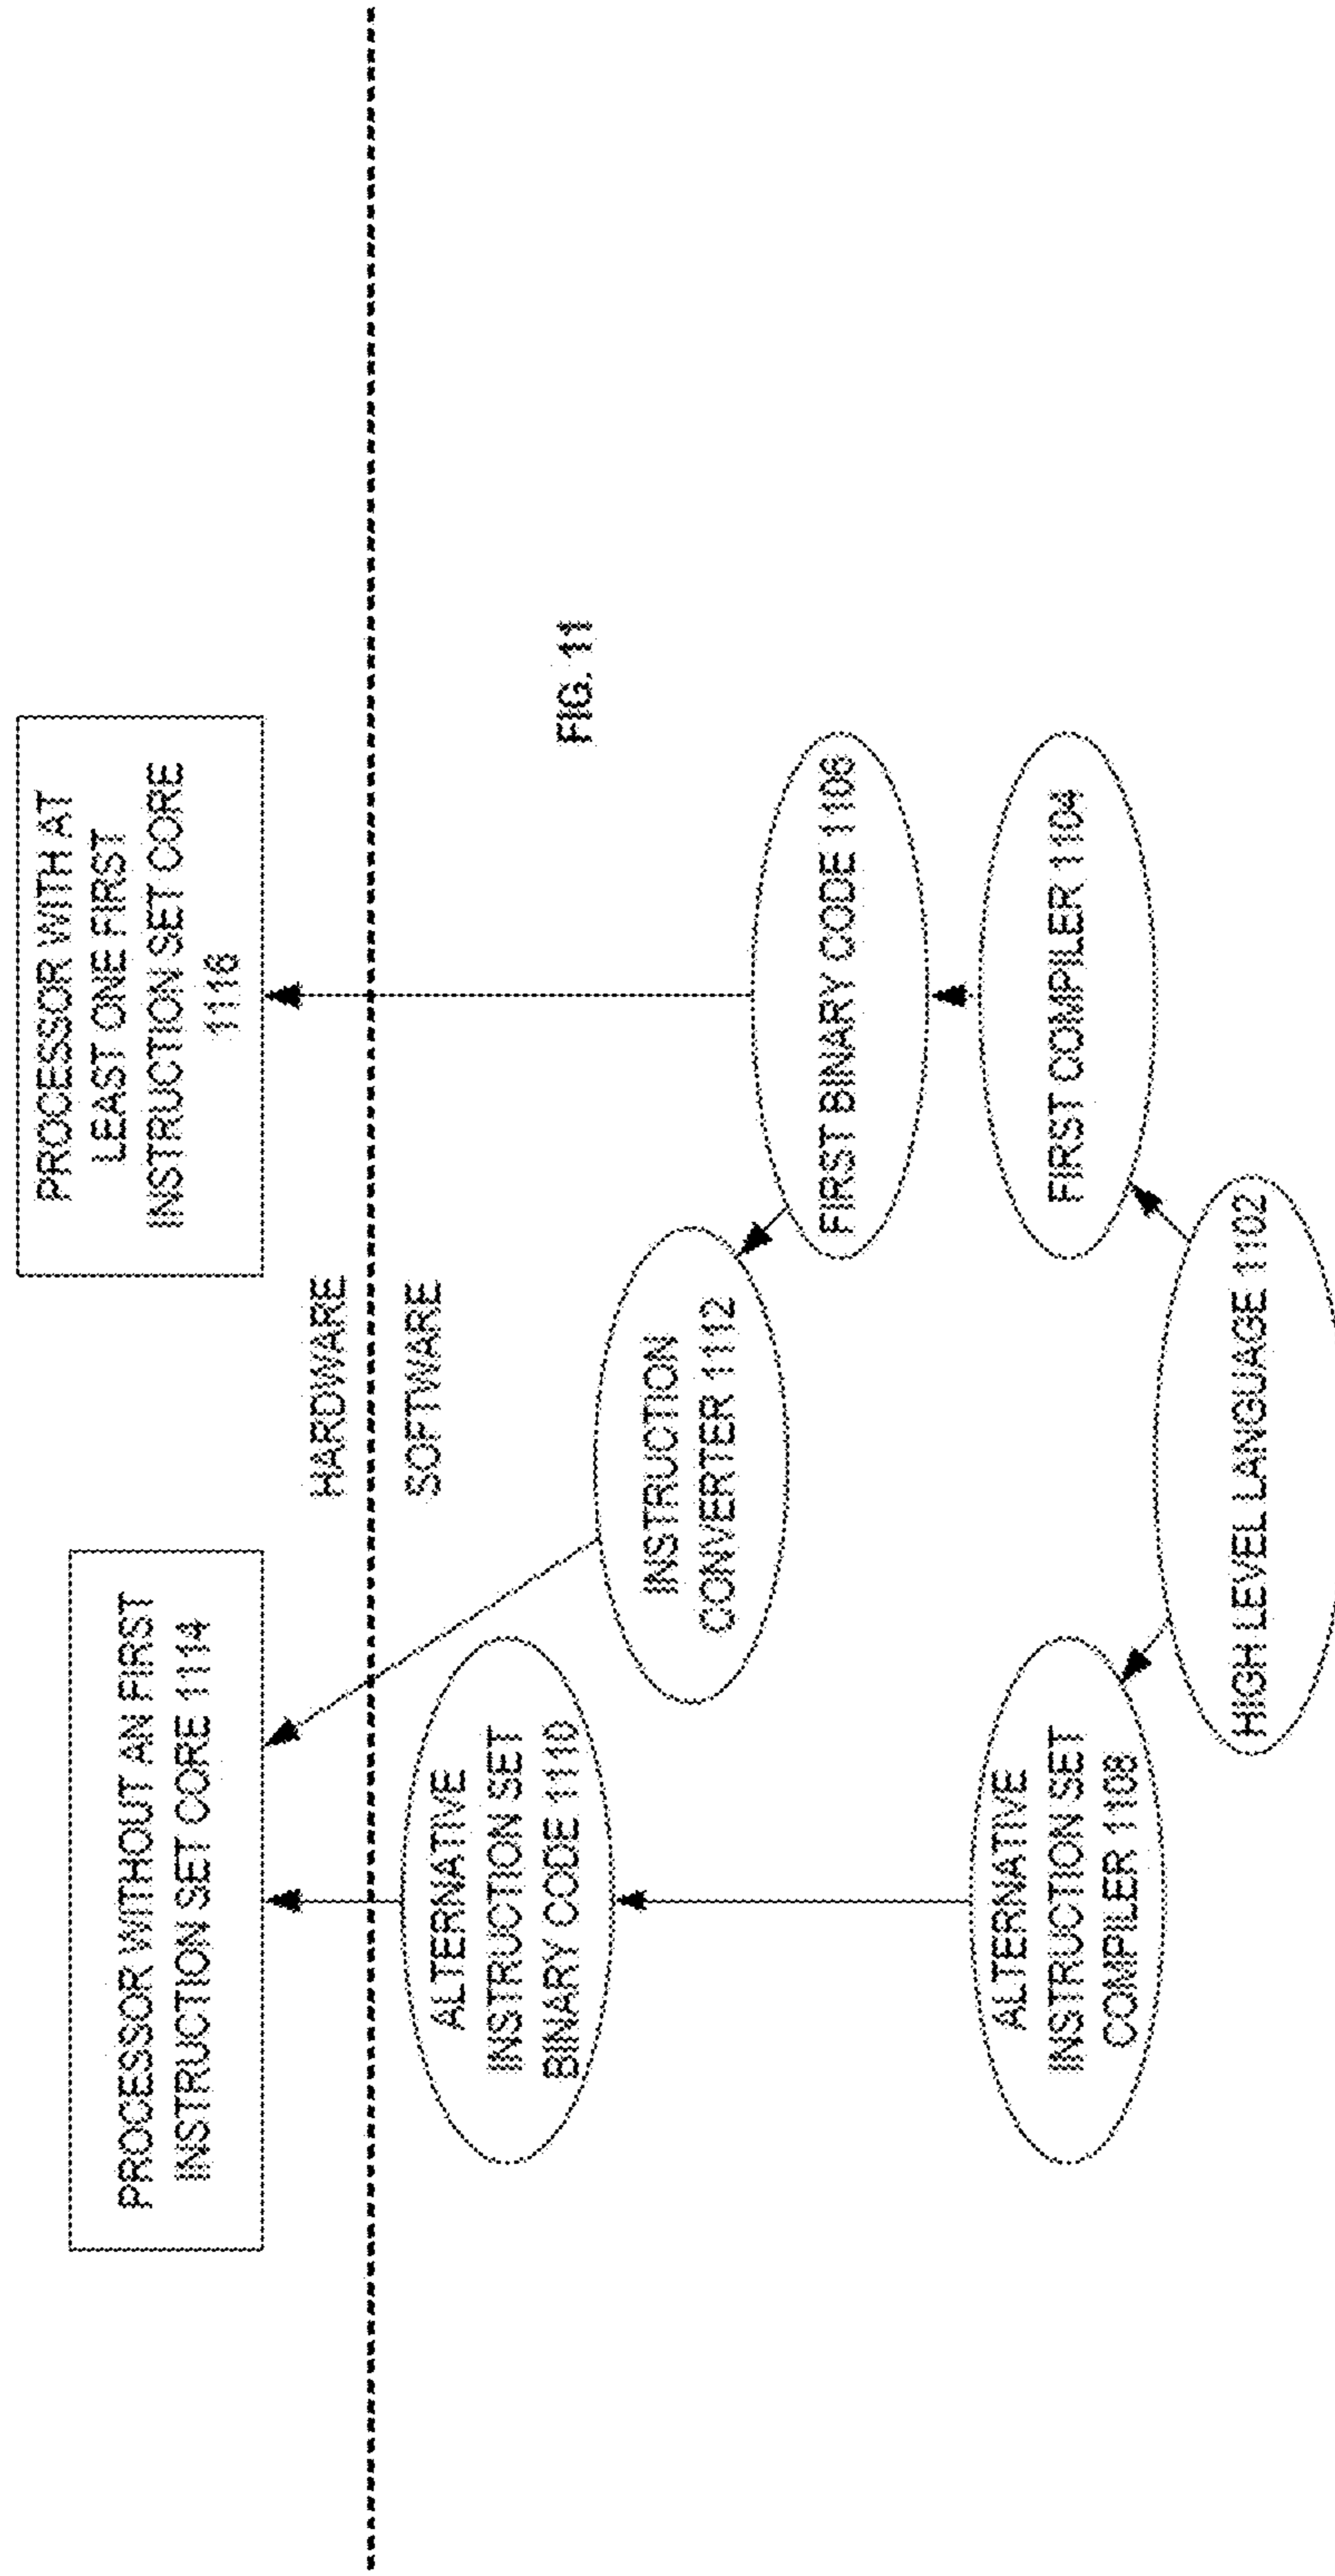 PROCESSOR WITHOUT AN FIRST
INSTRUCTION SET CORE 1114
PROCESSOR WITH AT
LEAST ONE FIRST
INSTRUCTION SET CORE
1116
HARDWARE
SOFTWARE
ALTERNATIVE
INSTRUCTION SET
BINARY CODE 1110
INSTRUCTION
CONVERTER 1112
FIG. 11
FIRST BINARY CODE 1106
ALTERNATIVE
INSTRUCTION SET
COMPILER 1108
FIRST COMPILER 1104
HIGH LEVEL LANGUAGE 1102